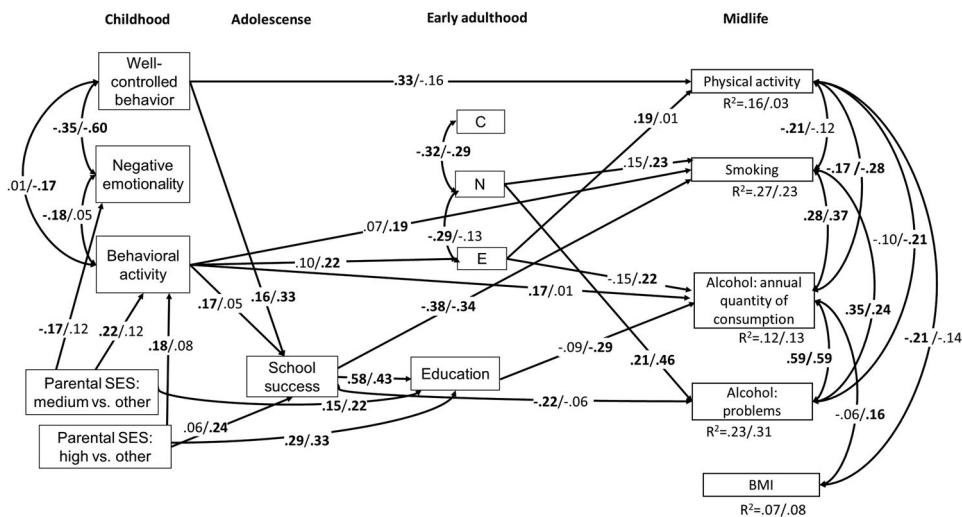 Childhood
Adolescense
Early adulthood
Midlife
Well-
controlled
behavior
.33/-.16
Physical activity
R²=.16/.03
-.35/-.60
C
.19/.01
-.21/-.12
-.32/-.29
.15/.23
-.17/-.28
Negative
emotionality
N
Smoking
R²=.27/.23
.01/-.17
-.18/.05
.07/.19
.28/.37
-.29/-.13
-.10/-.21
Behavioral
activity
.10/.22
E
-.15/.22
.17/.01
Alcohol: annual
quantity of
consumption
R²=.12/.13
.17/.05
.16/.33
-.38/-.34
.35/.24
-.17/.12
.22/.12
.18/.08
-.21/-.14
-.09/-.29
.21/.46
.59/.59
Parental SES:
medium vs. other
School
success
.58/.43
Education
.15/.22
-.22/-.06
Alcohol:
problems
R²=.23/.31
-.06/.16
Parental SES:
high vs. other
.06/.24
.29/.33
BMI
R²=.07/.08